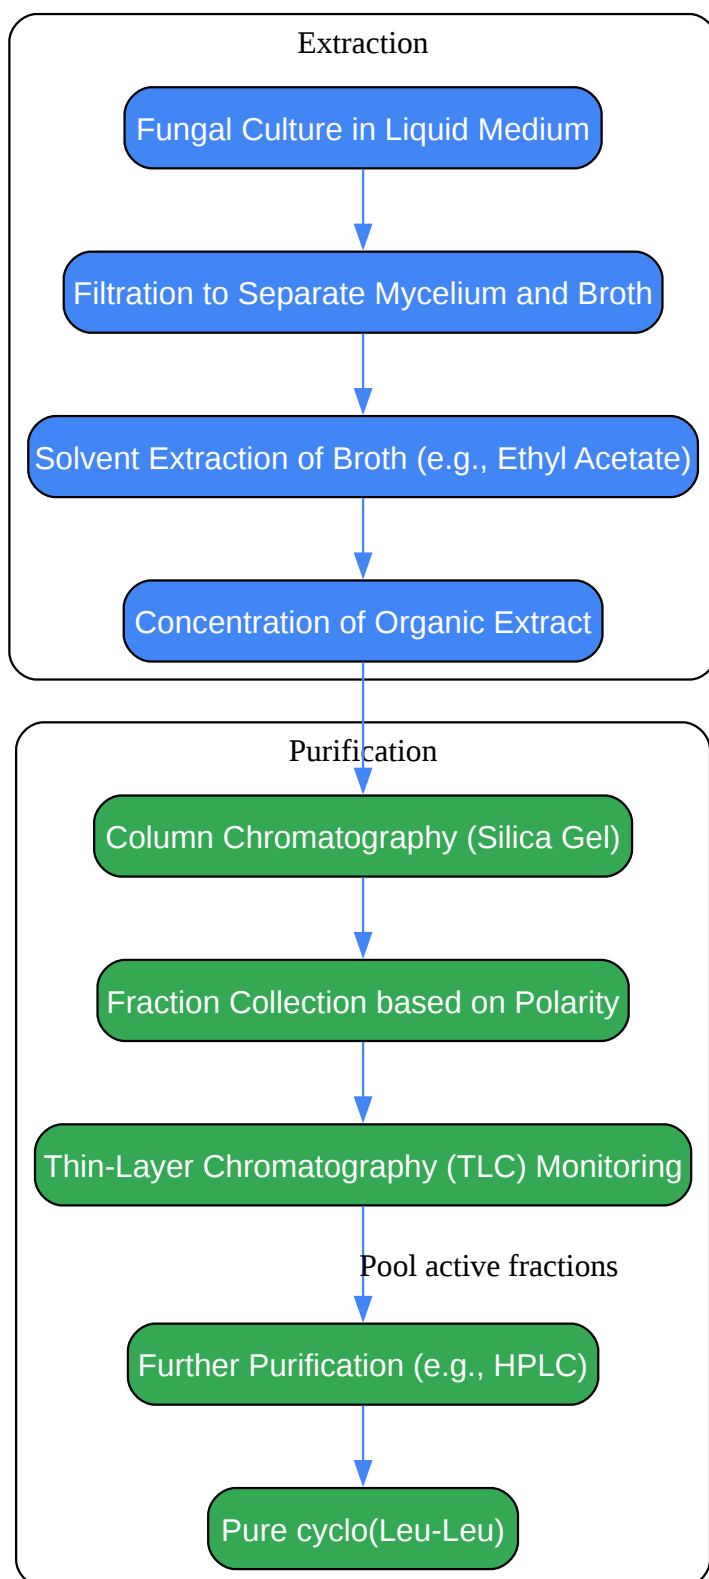 Extraction
Fungal Culture in Liquid Medium
Filtration to Separate Mycelium and Broth
Solvent Extraction of Broth (e.g., Ethyl Acetate)
Concentration of Organic Extract
Purification
Column Chromatography (Silica Gel)
Fraction Collection based on Polarity
Thin-Layer Chromatography (TLC) Monitoring
Pool active fractions
Further Purification (e.g., HPLC)
Pure cyclo(Leu-Leu)